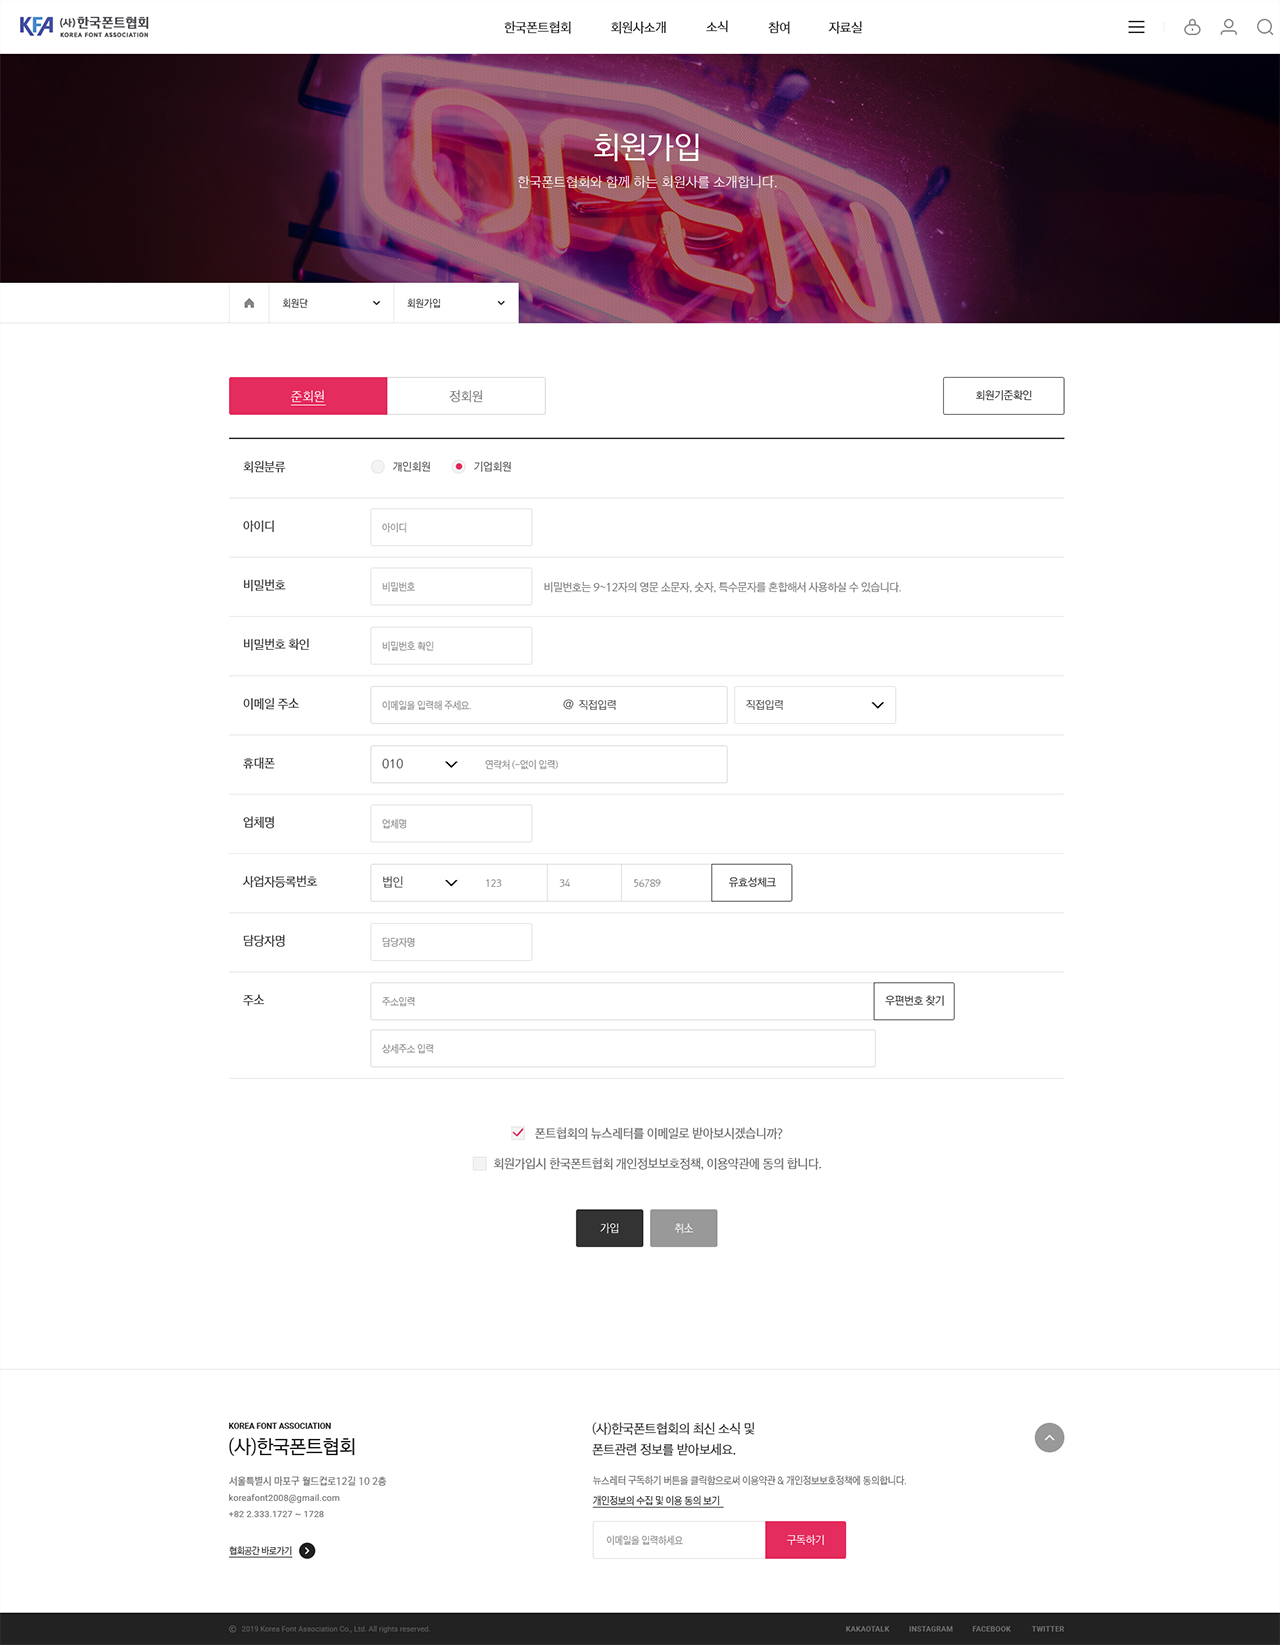 KFA (사)한국폰트협회
KOREA FONT ASSOCIATION
한국폰트협회 회원사소개 소식 참여 자료실
OPEN
회원가입
한국폰트협회와 함께 하는 회원사를 소개합니다.
회원단 회원가입
준회원 정회원 회원기준확인
회원분류 개인회원 기업회원
아이디 아이디
비밀번호 비밀번호 비밀번호는 9~12자의 영문 소문자, 숫자, 특수문자를 혼합해서 사용하실 수 있습니다.
비밀번호 확인 비밀번호 확인
이메일 주소 이메일을 입력해 주세요. @ 직접입력 직접입력
휴대폰 010 연락처 (-없이 입력)
업체명 업체명
사업자등록번호 법인 123 34 56789 유효성체크
담당자명 담당자명
주소 주소입력 우편번호 찾기
상세주소 입력
폰트협회의 뉴스레터를 이메일로 받아보시겠습니까?
회원가입시 한국폰트협회 개인정보보호정책, 이용약관에 동의 합니다.
가입 취소
KOREA FONT ASSOCIATION
(사)한국폰트협회
서울특별시 마포구 월드컵로12길 10 2층
koreafont2008@gmail.com
+82 2.333.1727 ~ 1728
협회공간 바로가기
(사)한국폰트협회의 최신 소식 및
폰트관련 정보를 받아보세요.
뉴스레터 구독하기 버튼을 클릭함으로써 이용약관 & 개인정보보호정책에 동의합니다.
개인정보의 수집 및 이용 동의 보기
이메일을 입력하세요 구독하기
© 2019 Korea Font Association Co., Ltd. All rights reserved.
KAKAOTALK INSTAGRAM FACEBOOK TWITTER